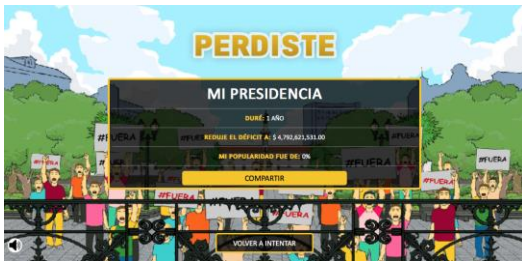 PERDISTE
MI PRESIDENCIA
DURÉ: 1 AÑO
#FUERA
REDUJE EL DÉFICIT A: $ 4,792,621,531.00
MI POPULARIDAD FUE DE: 0%
#FUERA
#FUERA
#FUERA
COMPARTIR
#FUERA
#FUERA
#FUERA
VOLVER A INTENTAR